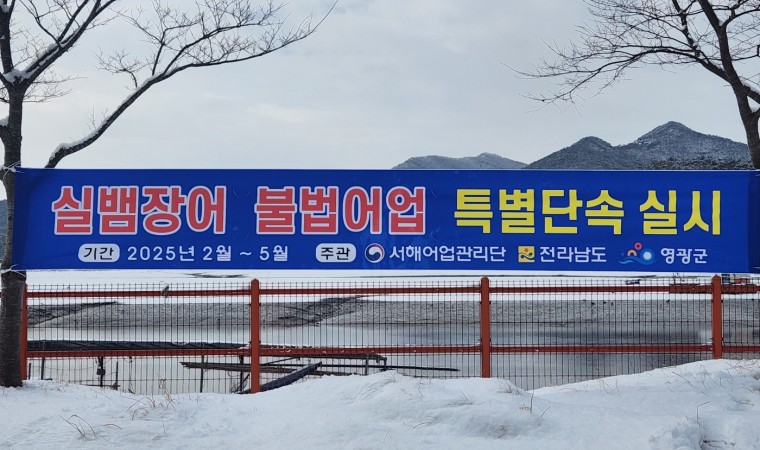 실뱀장어 불법어업 특별단속 실시
기간 2025년 2월 ~ 5월 주관 서해어업관리단 전라남도 영광군